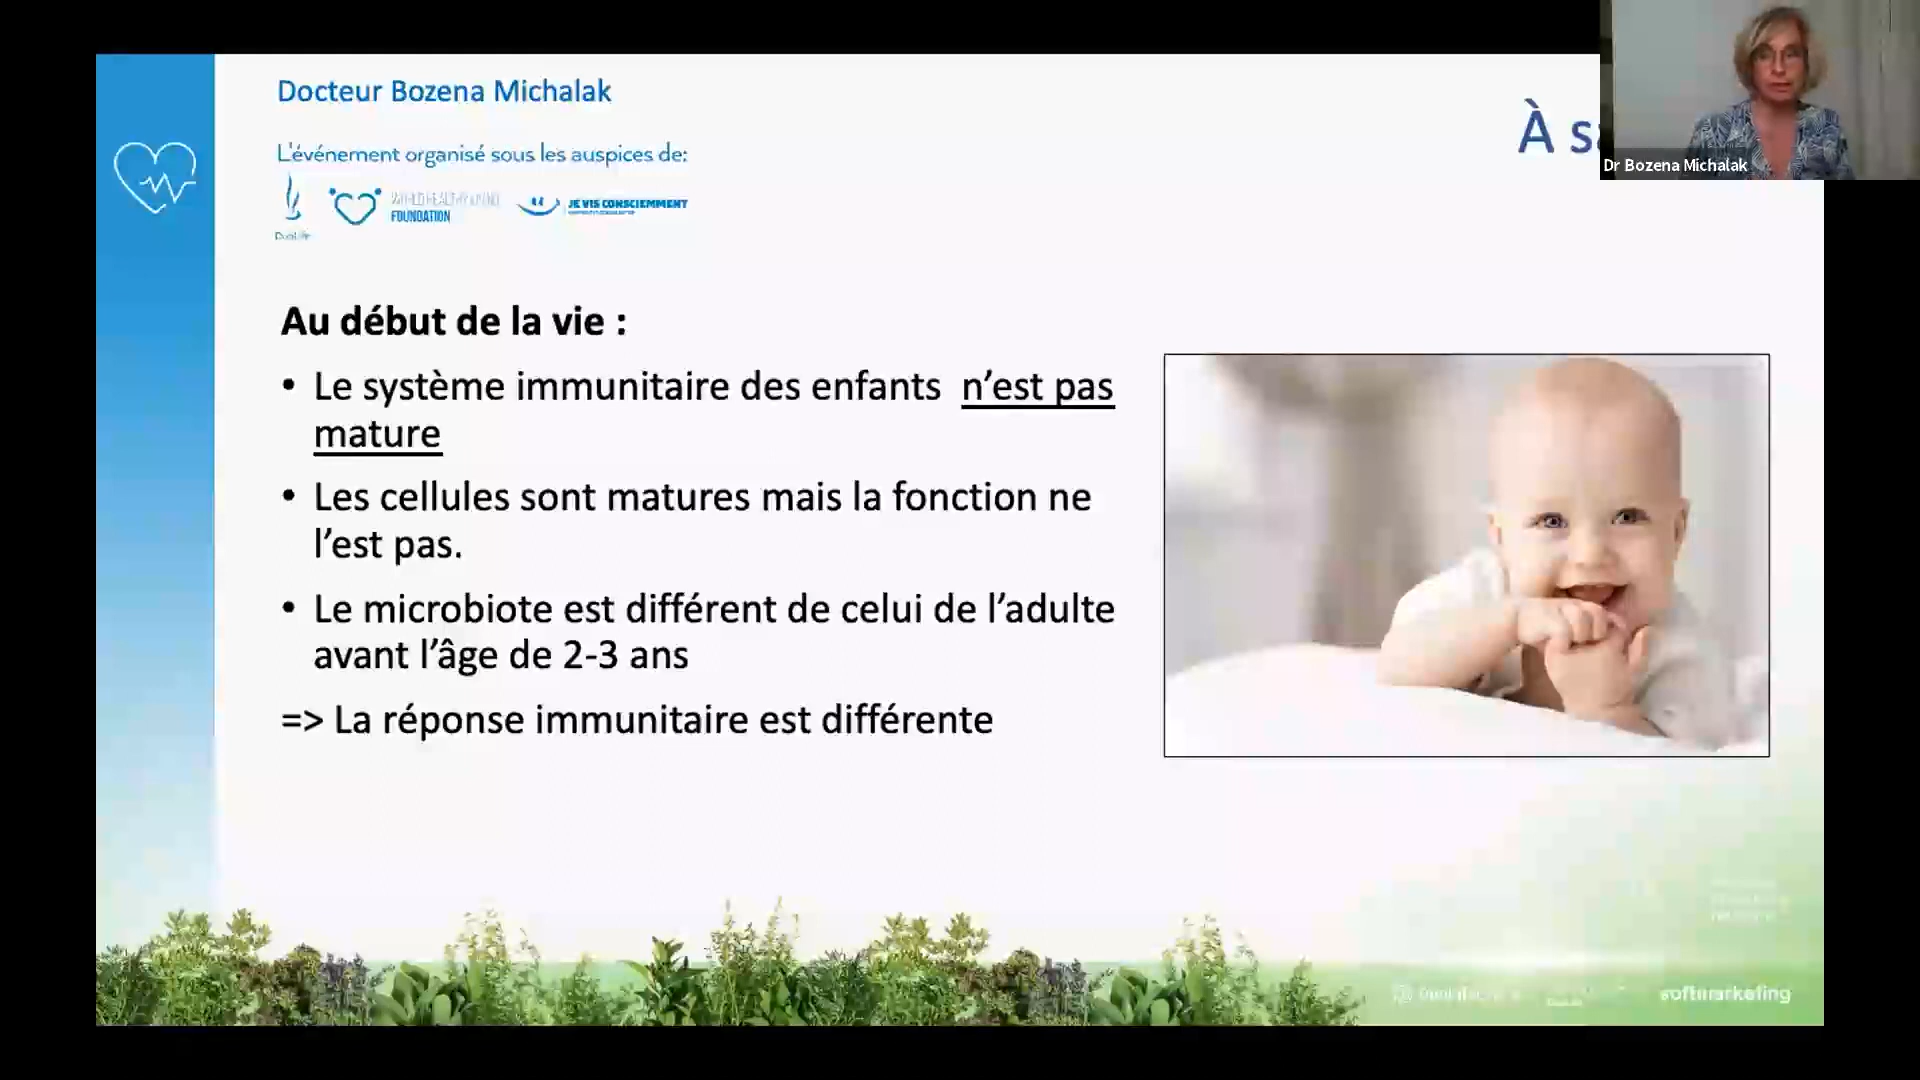 Docteur Bozena Michalak
À s
Dr Bozena Michalak
L'événement organisé sous les auspices de:
WORLD HEALTHY LIVING
FOUNDATION
JE VIS CONSCIEMMENT
Au début de la vie :
• Le système immunitaire des enfants n'est pas
mature
• Les cellules sont matures mais la fonction ne
l'est pas.
• Le microbiote est différent de celui de l'adulte
avant l'âge de 2-3 ans
=> La réponse immunitaire est différente
softmarketing